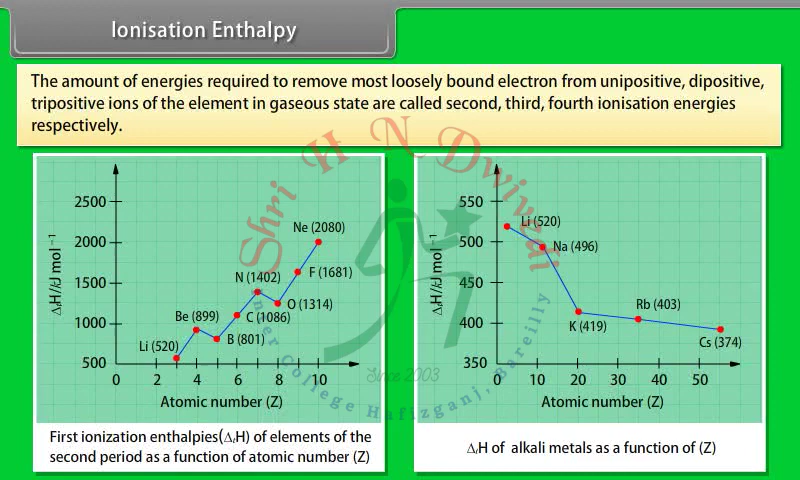 Ionisation Enthalpy
The amount of energies required to remove most loosely bound electron from unipositive, dipositive,
tripositive ions of the element in gaseous state are called second, third, fourth ionisation energies
respectively.
Shri H N Dwivedi
Inter College Hafizganj, Bareilly
Since 2003
ΔᵢH/kJ mol⁻¹
2500
2000
1500
1000
500
0
2
4
6
8
10
Li (520)
Be (899)
B (801)
C (1086)
N (1402)
O (1314)
F (1681)
Ne (2080)
Atomic number (Z)
First ionization enthalpies(ΔᵢH) of elements of the
second period as a function of atomic number (Z)
ΔᵢH/kJ mol⁻¹
550
500
450
400
350
0
10
20
30
40
50
Li (520)
Na (496)
K (419)
Rb (403)
Cs (374)
Atomic number (Z)
ΔᵢH of alkali metals as a function of (Z)